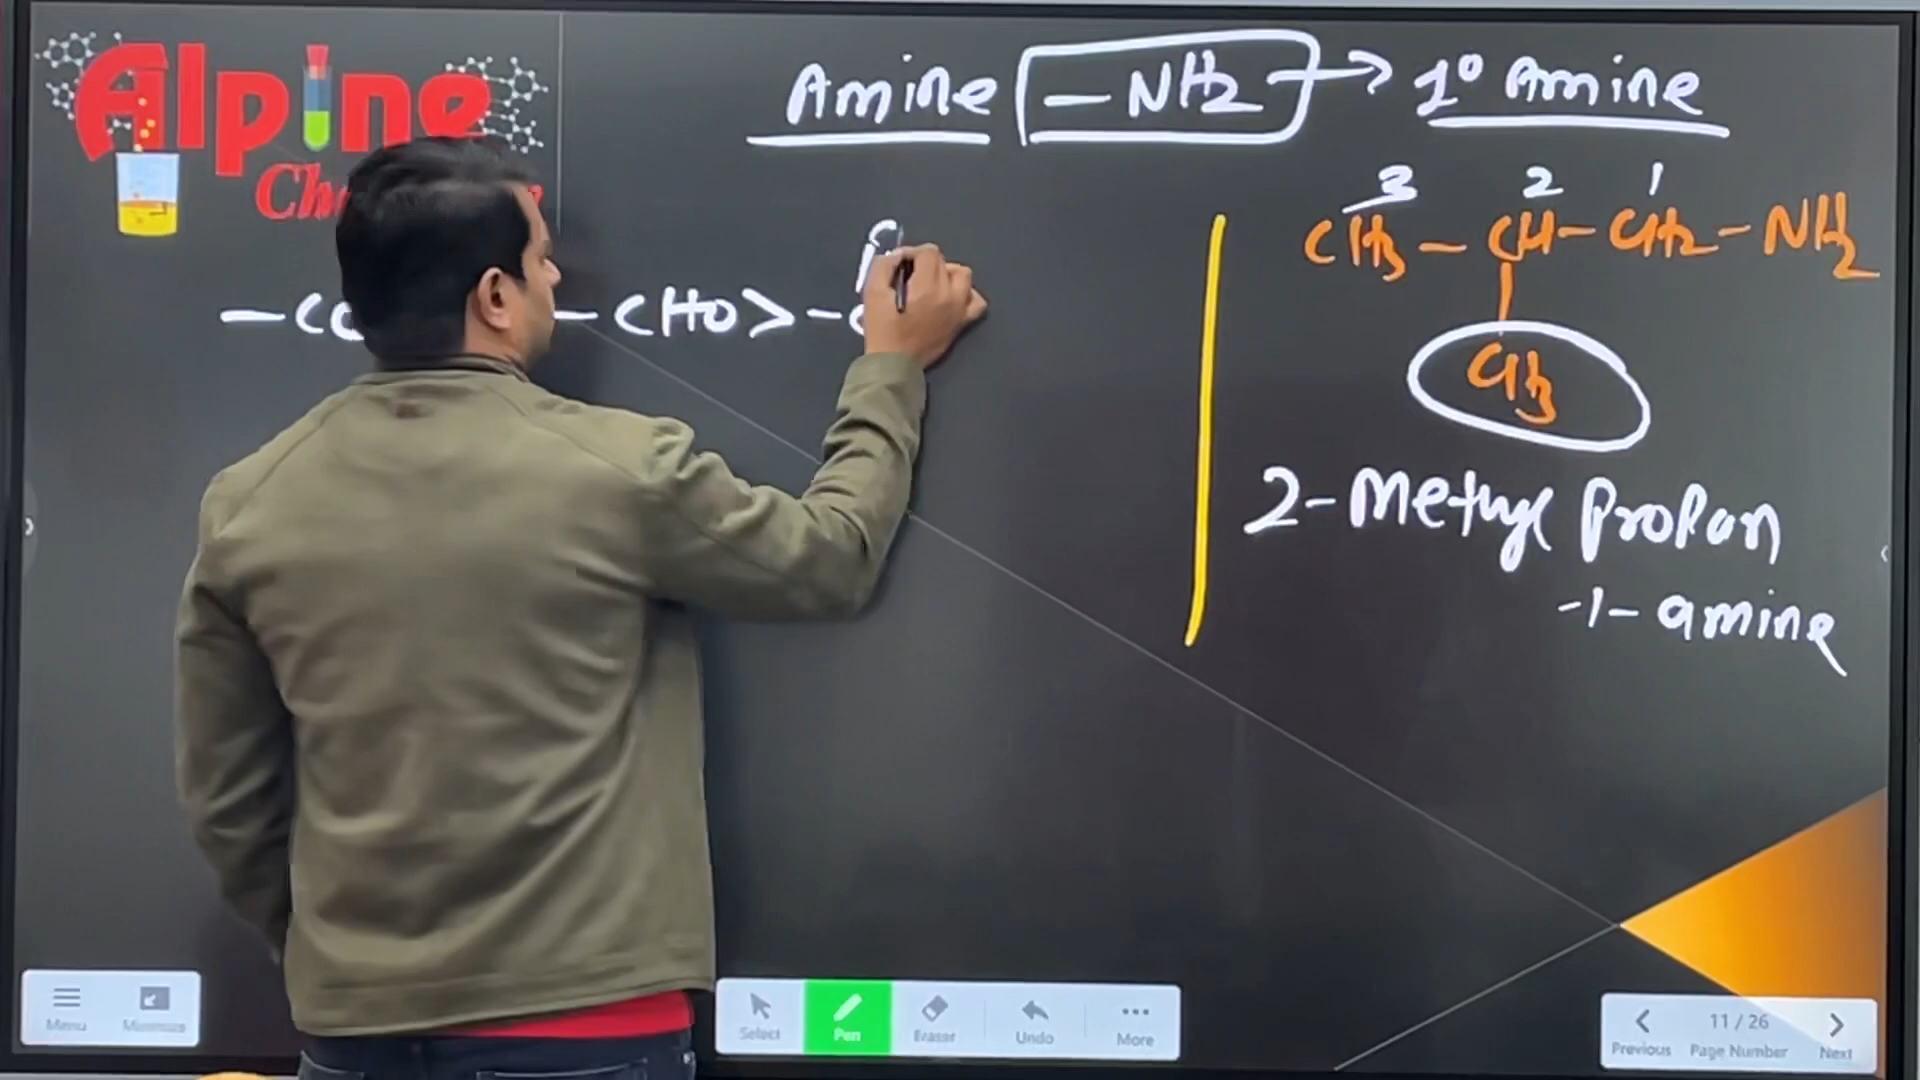 Alpine
Amine -NH2 → 1° Amine
3 2 1
CH3 - CH - CH2 - NH2
CH3
- CHO > -
2-Methyl Propan
-1- amine
Menu
Minimize
Select
Pen
Eraser
Undo
More
11 / 26
Previous
Page Number
Next